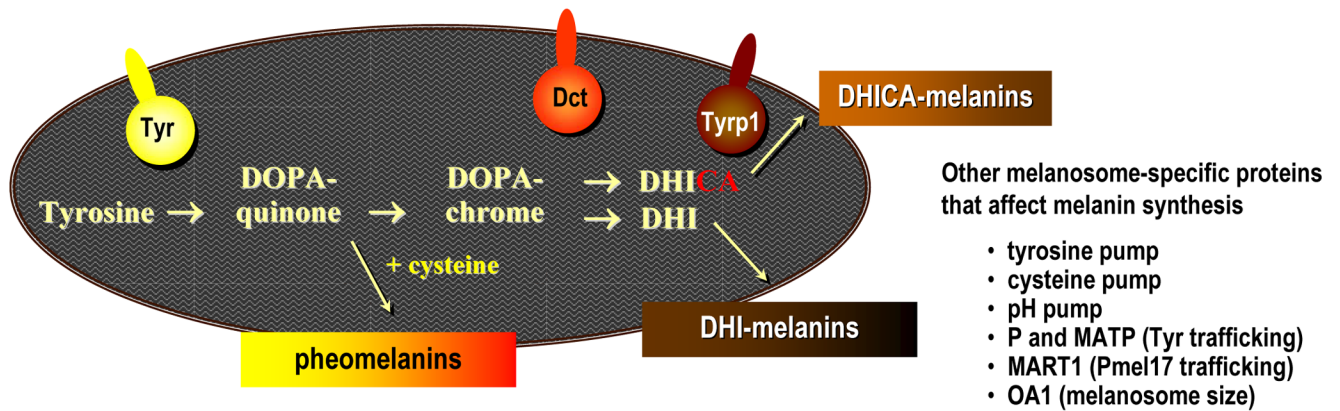 Tyr
Dct
Tyrp1
DHICA-melanins
Tyrosine → DOPA-
quinone → DOPA-
chrome → DHICA
→ DHI
+ cysteine
pheomelanins
DHI-melanins
Other melanosome-specific proteins
that affect melanin synthesis
• tyrosine pump
• cysteine pump
• pH pump
• P and MATP (Tyr trafficking)
• MART1 (Pmel17 trafficking)
• OA1 (melanosome size)